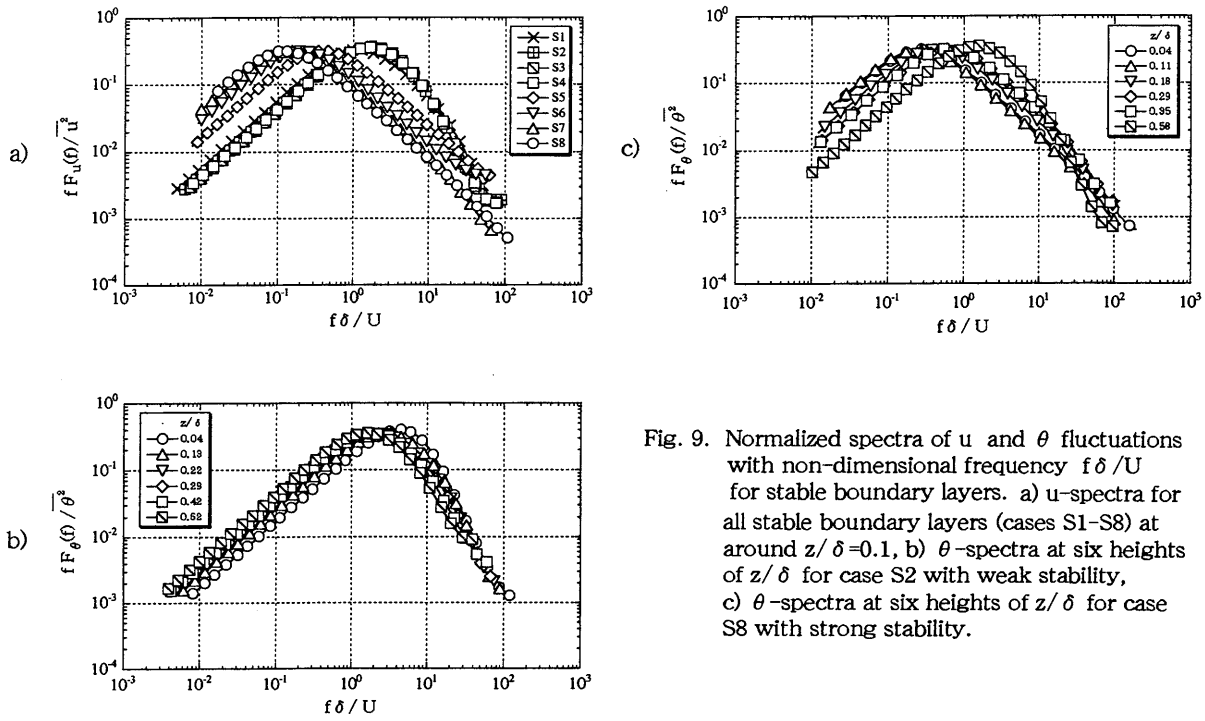 a)
f F_u(f)/u²
10⁰
10⁻¹
10⁻²
10⁻³
10⁻⁴
10⁻³ 10⁻² 10⁻¹ 10⁰ 10¹ 10² 10³
f δ / U
S1
S2
S3
S4
S5
S6
S7
S8
c)
f F_θ(f)/θ²
10⁰
10⁻¹
10⁻²
10⁻³
10⁻⁴
10⁻³ 10⁻² 10⁻¹ 10⁰ 10¹ 10² 10³
f δ / U
z/ δ
0.04
0.11
0.18
0.29
0.35
0.58
b)
f F_θ(f) / θ²
10⁰
10⁻¹
10⁻²
10⁻³
10⁻⁴
10⁻³ 10⁻² 10⁻¹ 10⁰ 10¹ 10² 10³
f δ / U
z/ δ
0.04
0.13
0.22
0.29
0.42
0.52
Fig. 9. Normalized spectra of u and θ fluctuations
with non-dimensional frequency f δ /U
for stable boundary layers. a) u-spectra for
all stable boundary layers (cases S1-S8) at
around z/ δ =0.1, b) θ -spectra at six heights
of z/ δ for case S2 with weak stability,
c) θ -spectra at six heights of z/ δ for case
S8 with strong stability.